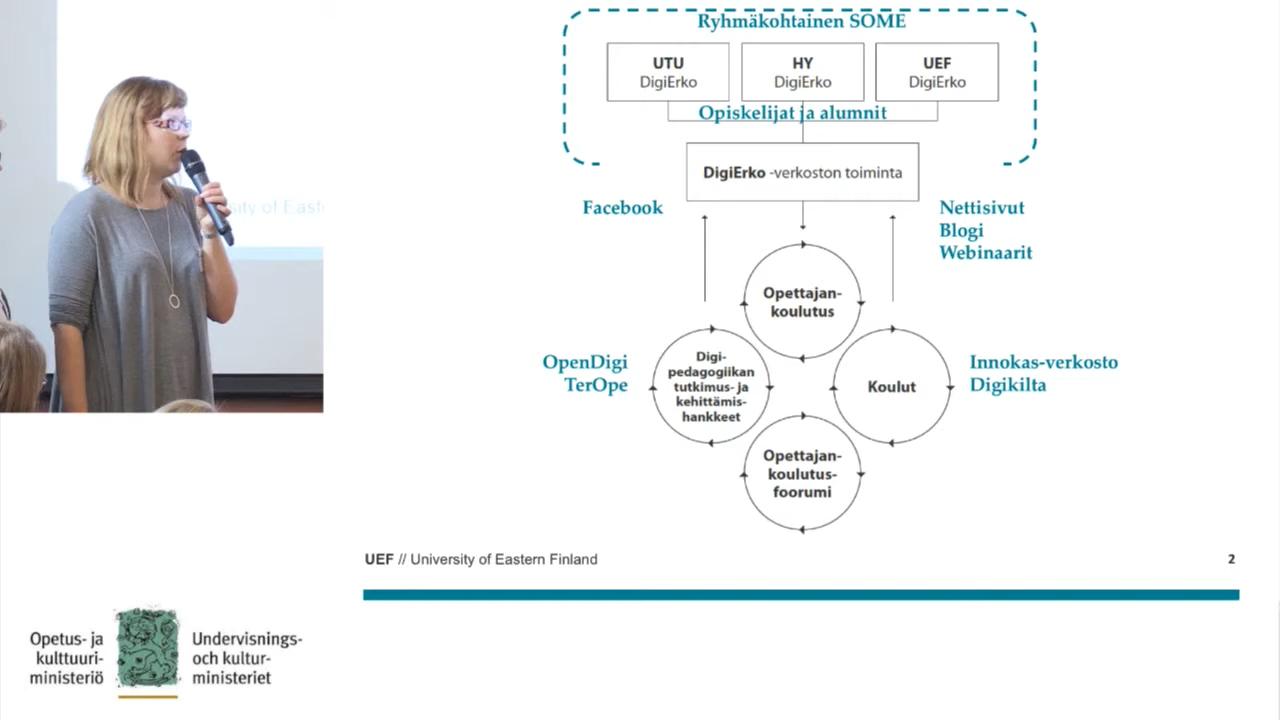 Ryhmäkohtainen SOME
UTU
DigiErko
HY
DigiErko
UEF
DigiErko
Opiskelijat ja alumnit
DigiErko -verkoston toiminta
Facebook
Nettisivut
Blogi
Webinaarit
Opettajan-
koulutus
OpenDigi
TerOpe
Digi-
pedagogiikan
tutkimus- ja
kehittämis-
hankkeet
Koulut
Innokas-verkosto
Digikilta
Opettajan-
koulutus-
foorumi
UEF // University of Eastern Finland
2
Opetus- ja
kulttuuri-
ministeriö
Undervisnings-
och kultur-
ministeriet